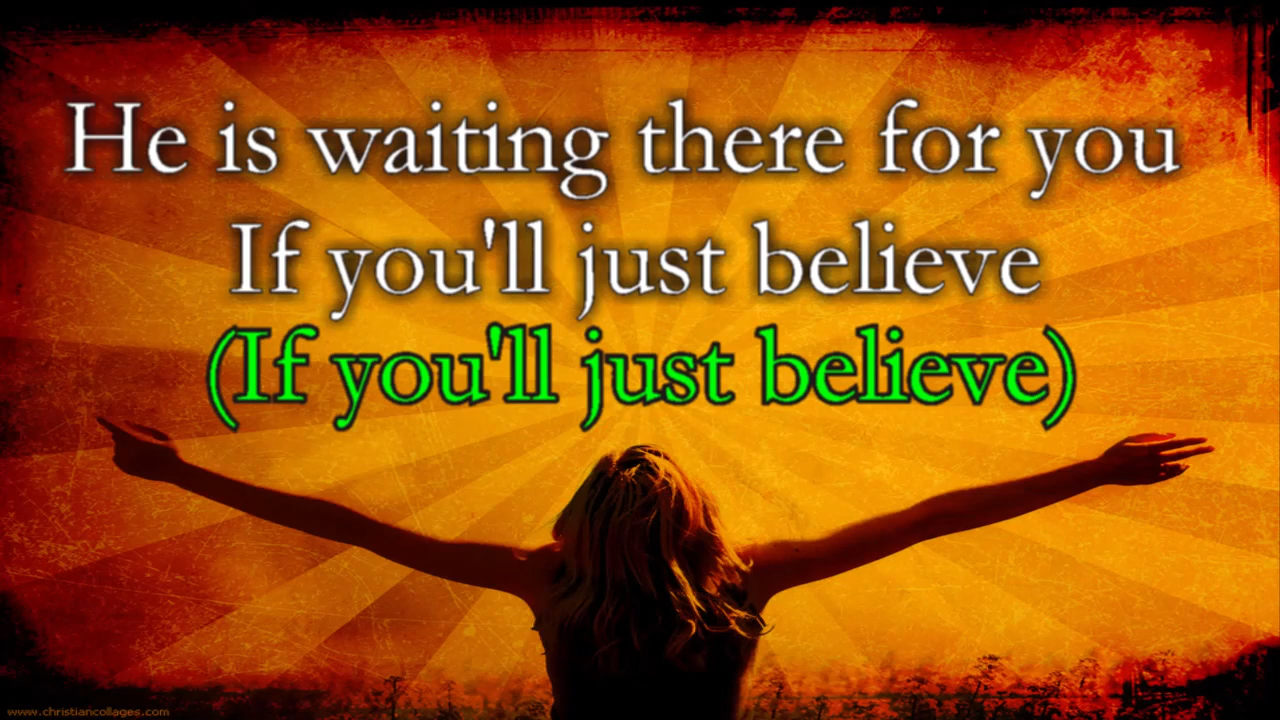 He is waiting there for you
If you'll just believe
(If you'll just believe)
www.christiancollages.com